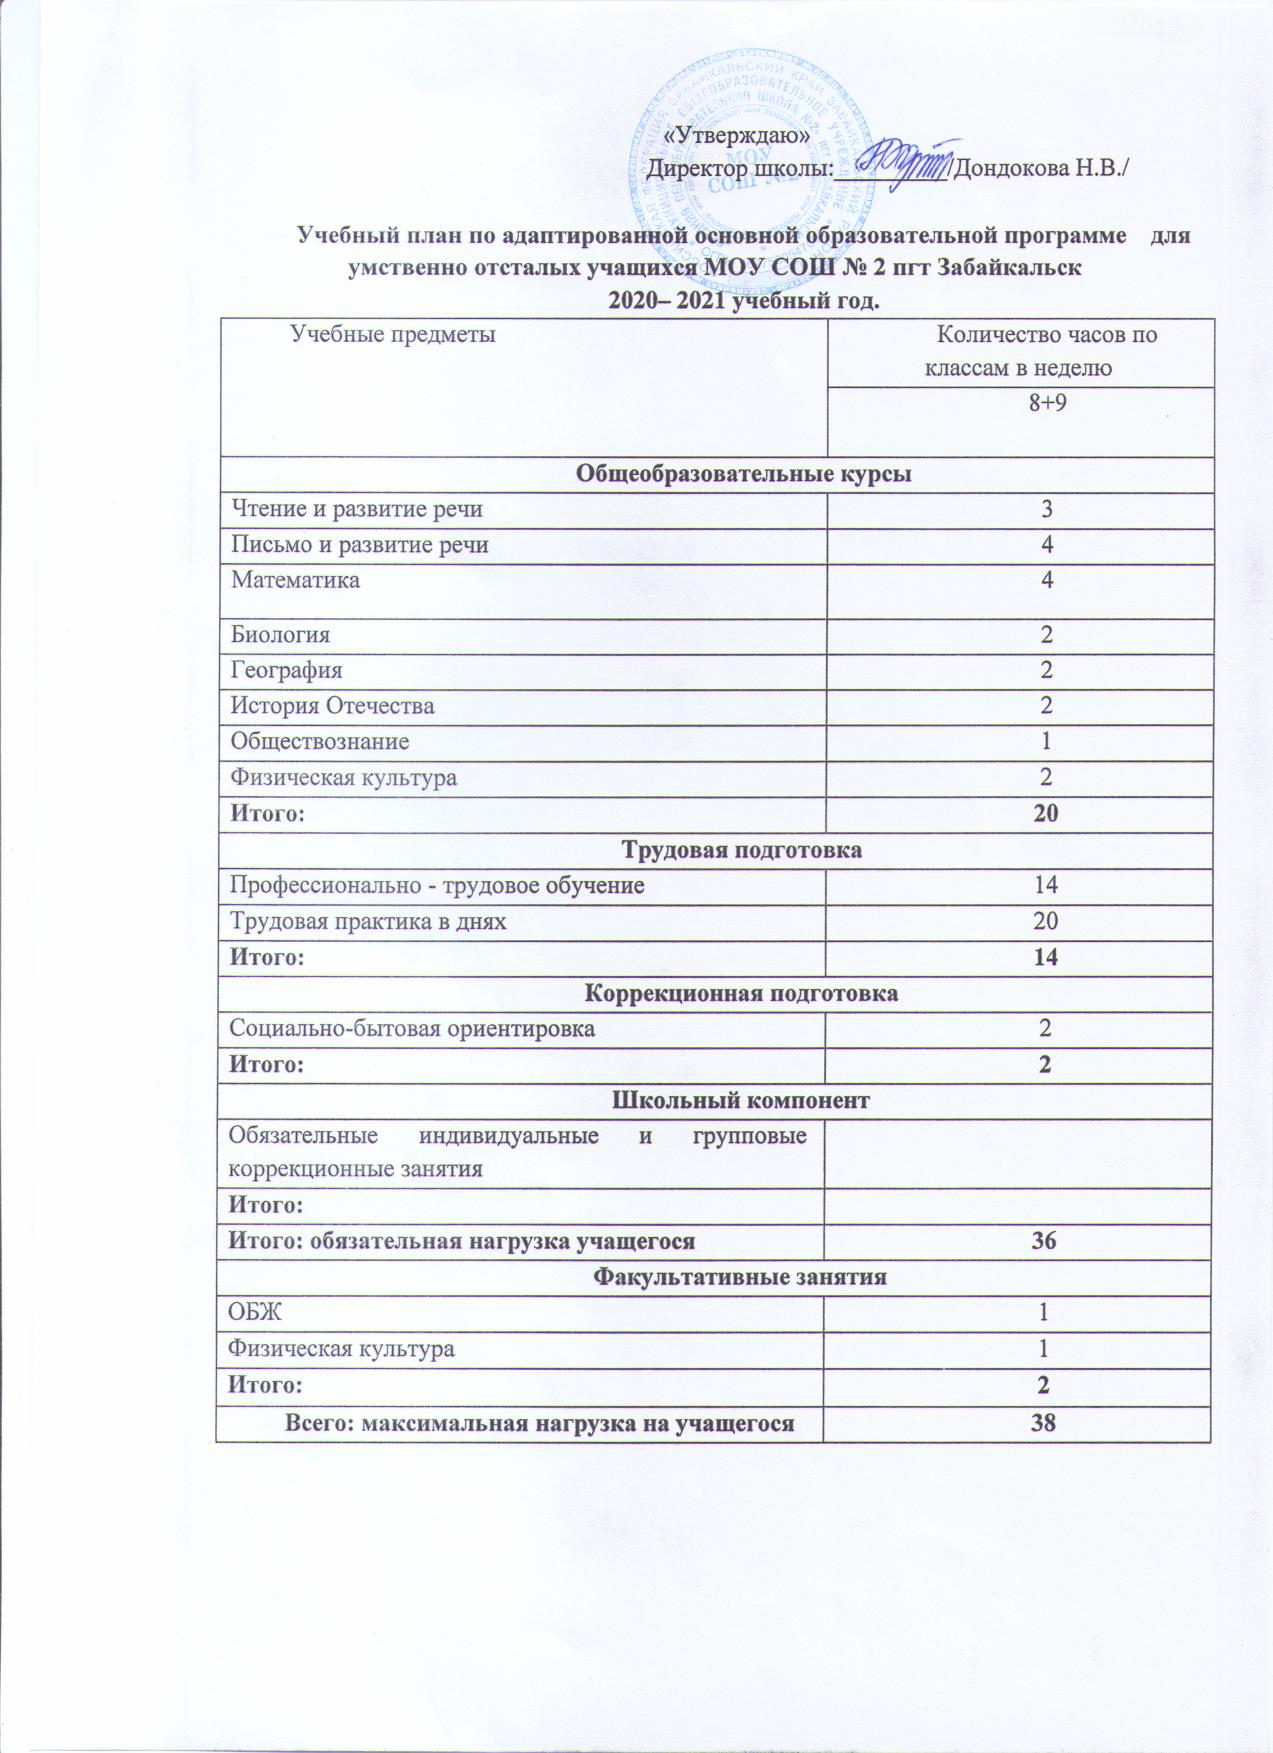 «Утверждаю»
Директор школы:_________/Дондокова Н.В./
МОУ
СОШ №2
Учебный план по адаптированной основной образовательной программе для
умственно отсталых учащихся МОУ СОШ № 2 пгт Забайкальск
2020– 2021 учебный год.
Учебные предметы
Количество часов по
классам в неделю
8+9
Общеобразовательные курсы
Чтение и развитие речи 3
Письмо и развитие речи 4
Математика 4
Биология 2
География 2
История Отечества 2
Обществознание 1
Физическая культура 2
Итого: 20
Трудовая подготовка
Профессионально - трудовое обучение 14
Трудовая практика в днях 20
Итого: 14
Коррекционная подготовка
Социально-бытовая ориентировка 2
Итого: 2
Школьный компонент
Обязательные индивидуальные и групповые
коррекционные занятия
Итого:
Итого: обязательная нагрузка учащегося 36
Факультативные занятия
ОБЖ 1
Физическая культура 1
Итого: 2
Всего: максимальная нагрузка на учащегося 38